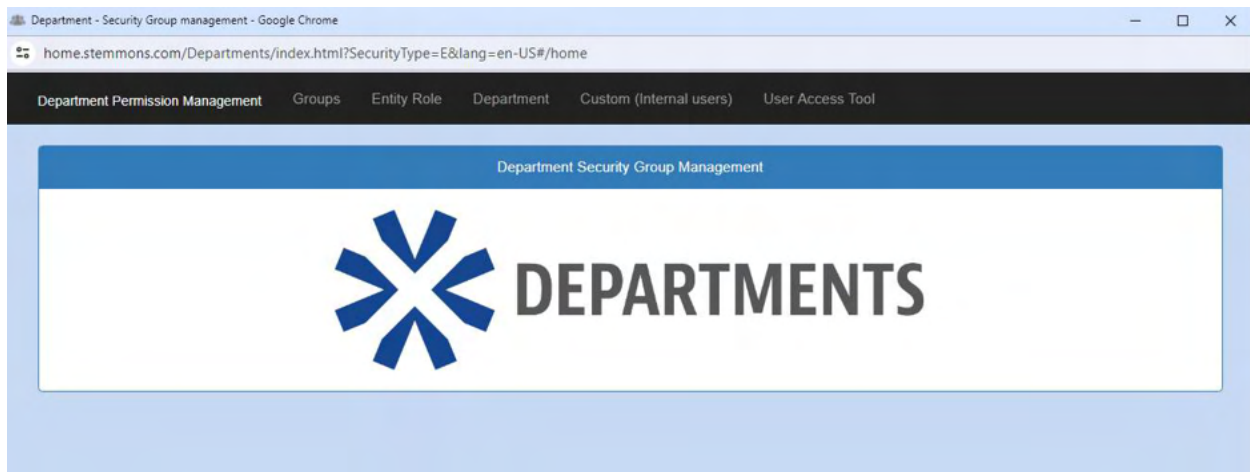 Department - Security Group management - Google Chrome
home.stemmons.com/Departments/index.html?SecurityType=E&lang=en-US#/home
Department Permission Management Groups Entity Role Department Custom (Internal users) User Access Tool
Department Security Group Management
DEPARTMENTS